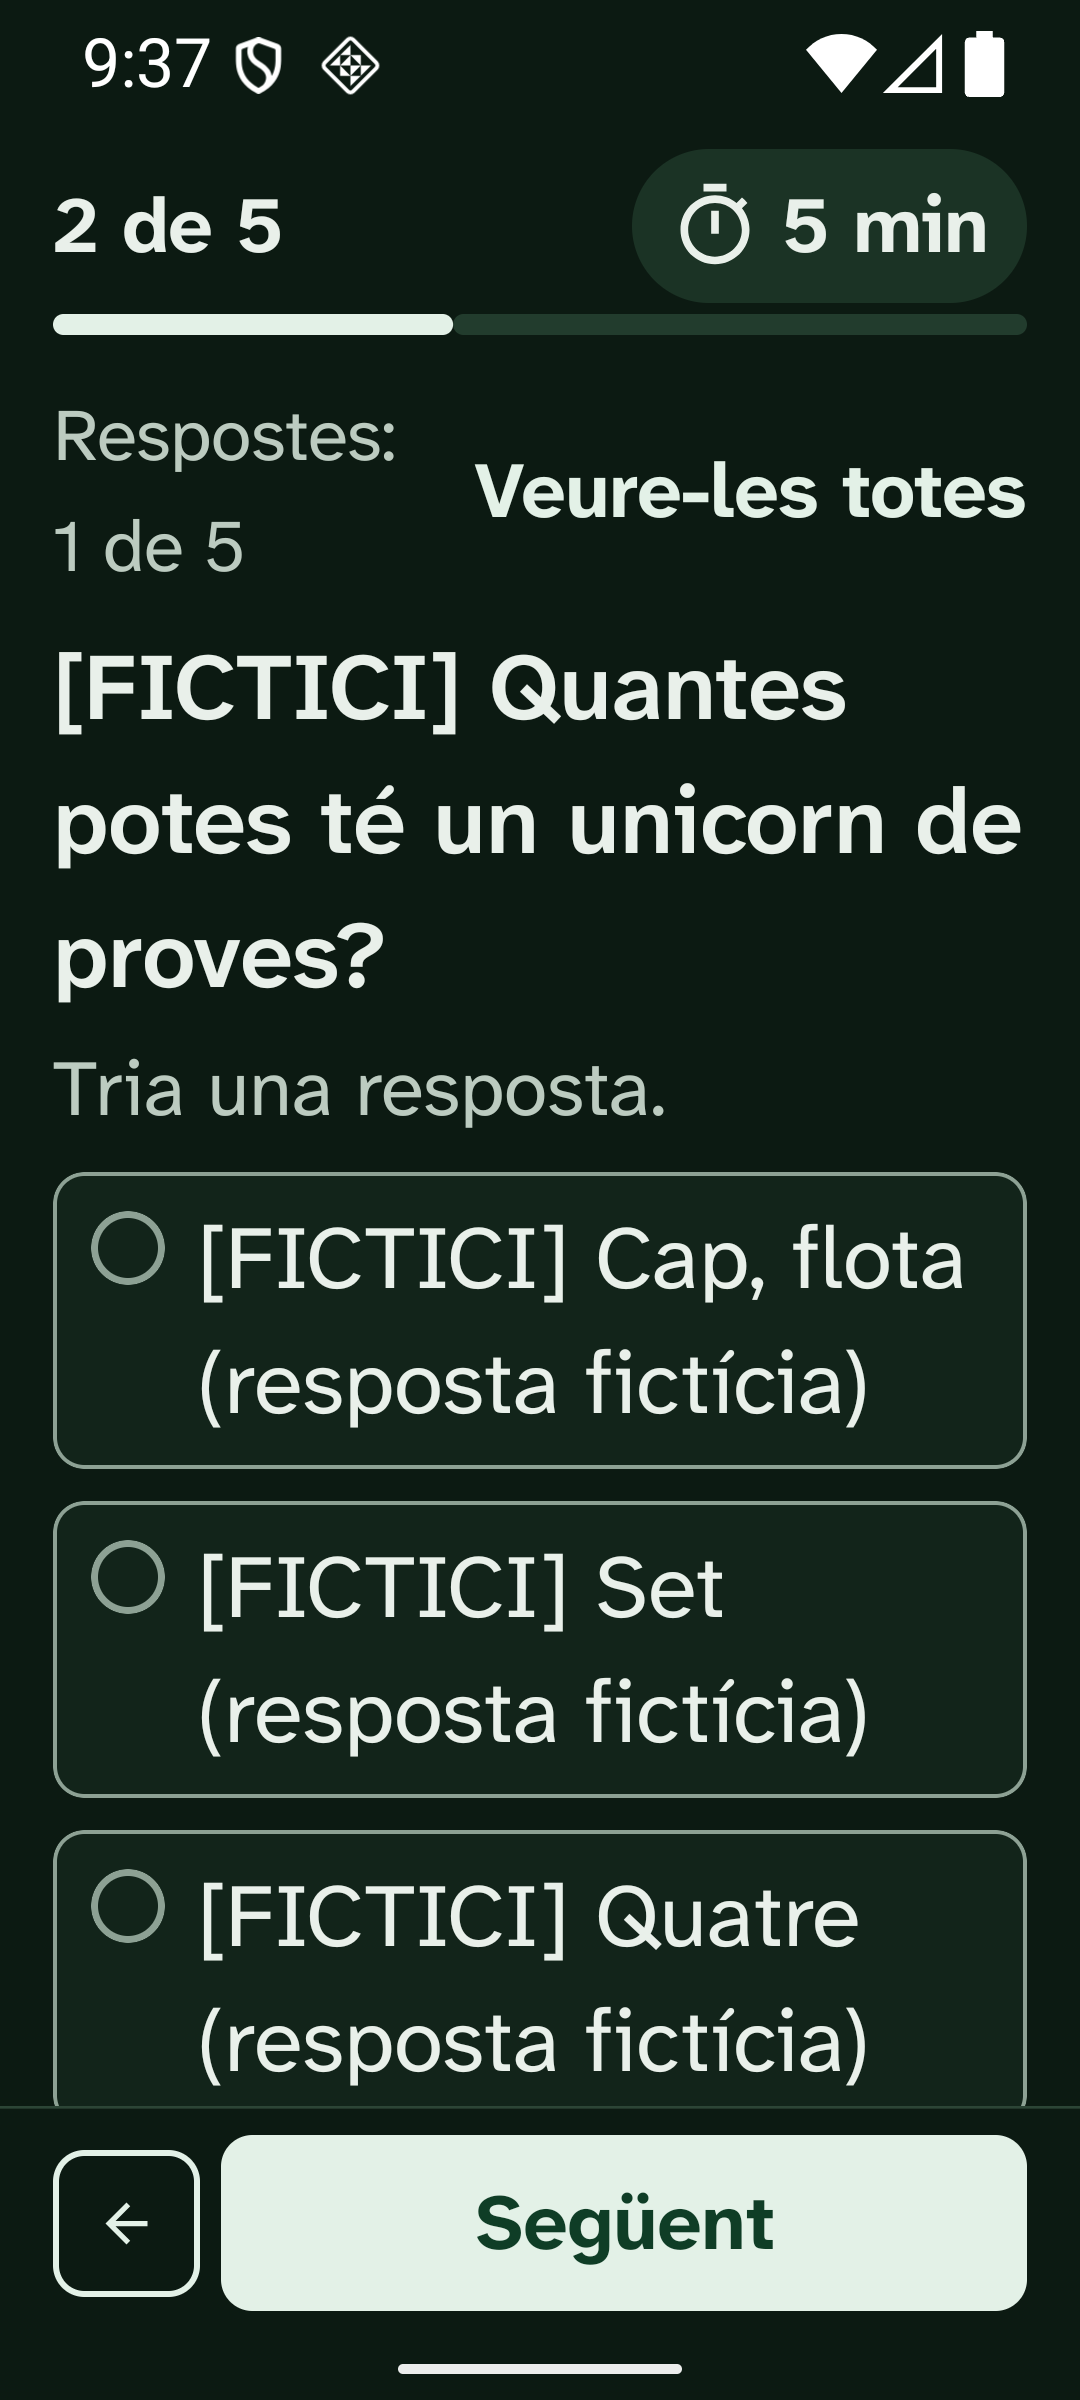 9:37
2 de 5
5 min
Respostes:
1 de 5
Veure-les totes
[FICTICI] Quantes
potes té un unicorn de
proves?
Tria una resposta.
[FICTICI] Cap, flota
(resposta fictícia)
[FICTICI] Set
(resposta fictícia)
[FICTICI] Quatre
(resposta fictícia)
Següent